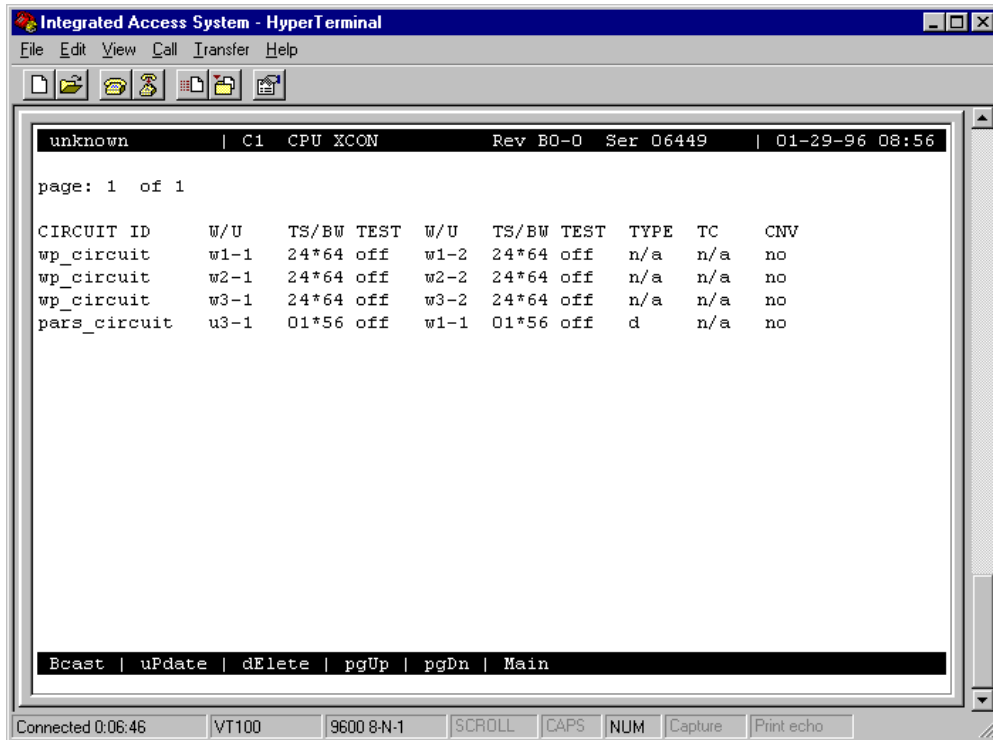 Integrated Access System - HyperTerminal
File Edit View Call Transfer Help
unknown | C1 CPU XCON Rev B0-0 Ser 06449 | 01-29-96 08:56
page: 1 of 1
CIRCUIT ID W/U TS/BW TEST W/U TS/BW TEST TYPE TC CNV
wp_circuit w1-1 24*64 off w1-2 24*64 off n/a n/a no
wp_circuit w2-1 24*64 off w2-2 24*64 off n/a n/a no
wp_circuit w3-1 24*64 off w3-2 24*64 off n/a n/a no
pars_circuit u3-1 01*56 off w1-1 01*56 off d n/a no
Bcast | uPdate | dElete | pgUp | pgDn | Main
Connected 0:06:46 VT100 9600 8-N-1 SCROLL CAPS NUM Capture Print echo